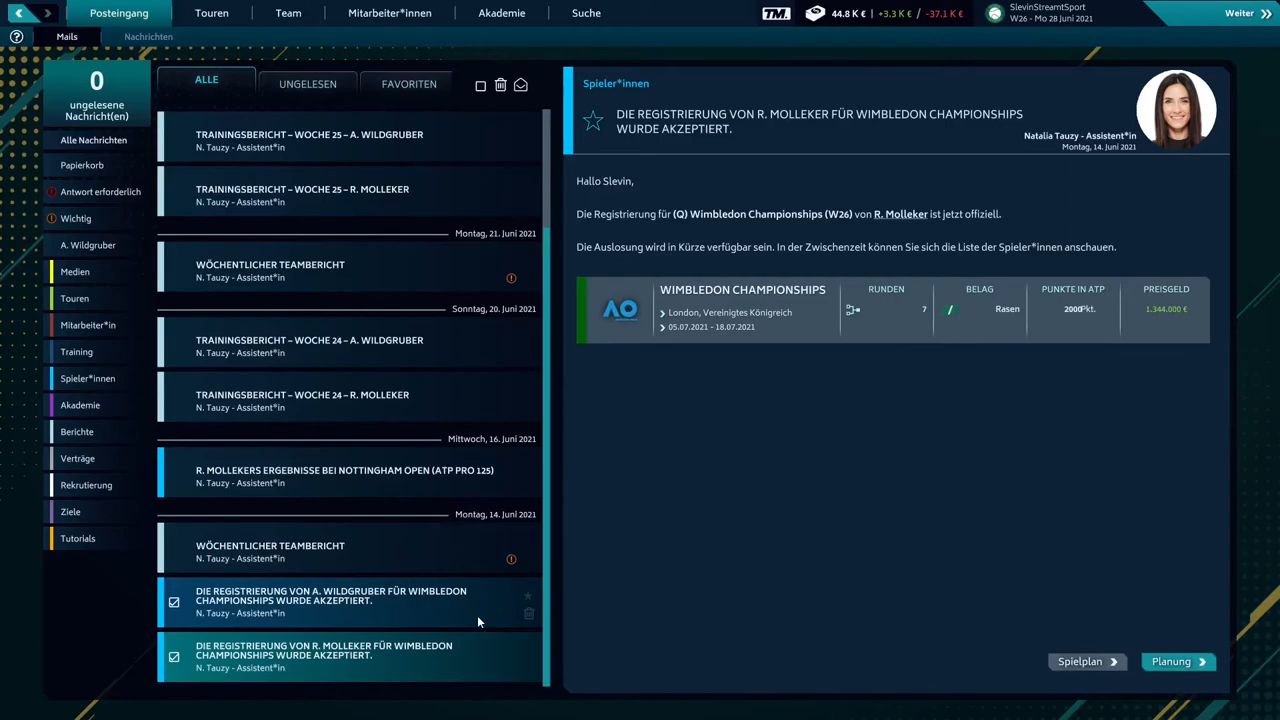 Posteingang
Touren
Team
Mitarbeiter*innen
Akademie
Suche
TM.
44.8 K € +3.3 K € / -37.1 K €
SlevinStreamtSport
W26 - Mo 28 Juni 2021
Weiter
?
Mails
Nachrichten
0
ungelesene
Nachricht(en)
Alle Nachrichten
Papierkorb
Antwort erforderlich
Wichtig
A. Wildgruber
Medien
Touren
Mitarbeiter*in
Training
Spieler*innen
Akademie
Berichte
Verträge
Rekrutierung
Ziele
Tutorials
ALLE
UNGELESEN
FAVORITEN
TRAININGSBERICHT – WOCHE 25 – A. WILDGRUBER
N. Tauzy - Assistent*in
TRAININGSBERICHT – WOCHE 25 – R. MOLLEKER
N. Tauzy - Assistent*in
Montag, 21. Juni 2021
WÖCHENTLICHER TEAMBERICHT
N. Tauzy - Assistent*in
Sonntag, 20. Juni 2021
TRAININGSBERICHT – WOCHE 24 – A. WILDGRUBER
N. Tauzy - Assistent*in
TRAININGSBERICHT – WOCHE 24 – R. MOLLEKER
N. Tauzy - Assistent*in
Mittwoch, 16. Juni 2021
R. MOLLEKERS ERGEBNISSE BEI NOTTINGHAM OPEN (ATP PRO 125)
N. Tauzy - Assistent*in
Montag, 14. Juni 2021
WÖCHENTLICHER TEAMBERICHT
N. Tauzy - Assistent*in
DIE REGISTRIERUNG VON A. WILDGRUBER FÜR WIMBLEDON
CHAMPIONSHIPS WURDE AKZEPTIERT.
N. Tauzy - Assistent*in
DIE REGISTRIERUNG VON R. MOLLEKER FÜR WIMBLEDON
CHAMPIONSHIPS WURDE AKZEPTIERT.
N. Tauzy - Assistent*in
Spieler*innen
DIE REGISTRIERUNG VON R. MOLLEKER FÜR WIMBLEDON CHAMPIONSHIPS
WURDE AKZEPTIERT.
Natalia Tauzy - Assistent*in
Montag, 14. Juni 2021
Hallo Slevin,
Die Registrierung für (Q) Wimbledon Championships (W26) von R. Molleker ist jetzt offiziell.
Die Auslosung wird in Kürze verfügbar sein. In der Zwischenzeit können Sie sich die Liste der Spieler*innen anschauen.
AO
WIMBLEDON CHAMPIONSHIPS
London, Vereinigtes Königreich
05.07.2021 - 18.07.2021
RUNDEN
7
BELAG
Rasen
PUNKTE IN ATP
2000Pkt.
PREISGELD
1.344.000 €
Spielplan
Planung